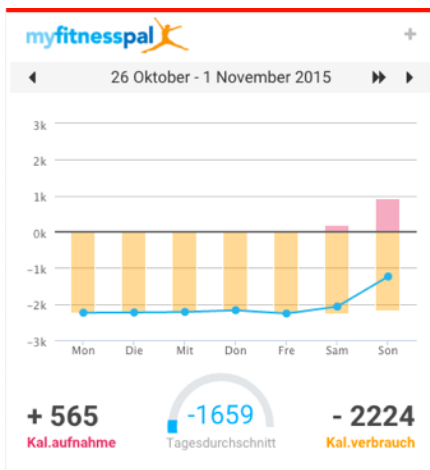 myfitnesspal
26 Oktober - 1 November 2015
3k
2k
1k
0k
-1k
-2k
-3k
Mon Die Mit Don Fre Sam Son
+ 565 -1659 - 2224
Kal.aufnahme Tagesdurchschnitt Kal.verbrauch